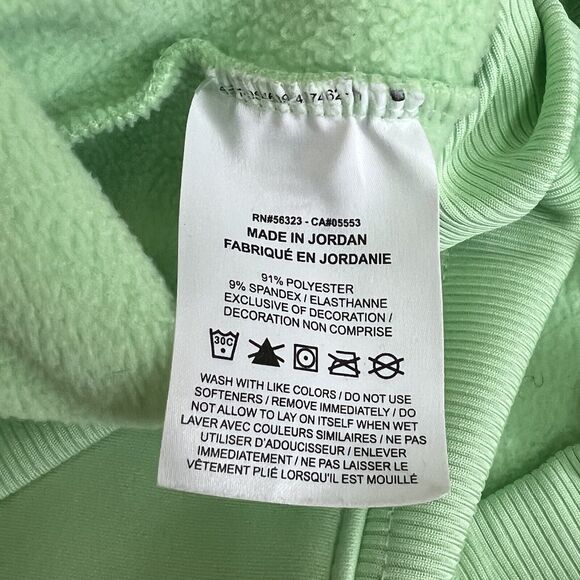 RN#56323 - CA#05553
MADE IN JORDAN
FABRIQUÉ EN JORDANIE
91% POLYESTER
9% SPANDEX / ELASTHANNE
EXCLUSIVE OF DECORATION /
DECORATION NON COMPRISE
30C
WASH WITH LIKE COLORS / DO NOT USE
SOFTENERS / REMOVE IMMEDIATELY / DO
NOT ALLOW TO LAY ON ITSELF WHEN WET
LAVER AVEC COULEURS SIMILAIRES / NE PAS
UTILISER D'ADOUCISSEUR / ENLEVER
IMMÉDIATEMENT / NE PAS LAISSER LE
VÊTEMENT PLIÉ LORSQU'IL EST MOUILLÉ